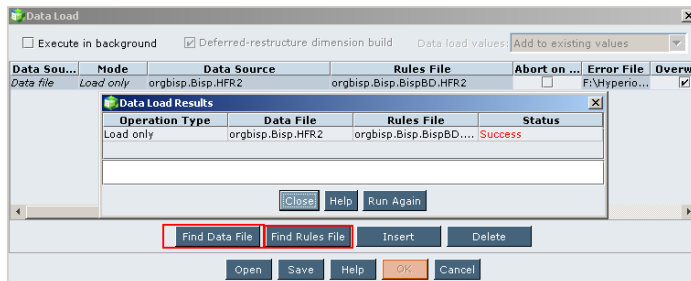 Data Load
Execute in background Deferred-restructure dimension build Data load values: Add to existing values
Data Sou... Mode Data Source Rules File Abort on ... Error File Overw
Data file Load only orgbisp.Bisp.HFR2 orgbisp.Bisp.BispBD.HFR2 F:\Hyperio...
Data Load Results
Operation Type Data File Rules File Status
Load only orgbisp.Bisp.HFR2 orgbisp.Bisp.BispBD.... Success
Close Help Run Again
Find Data File Find Rules File Insert Delete
Open Save Help OK Cancel